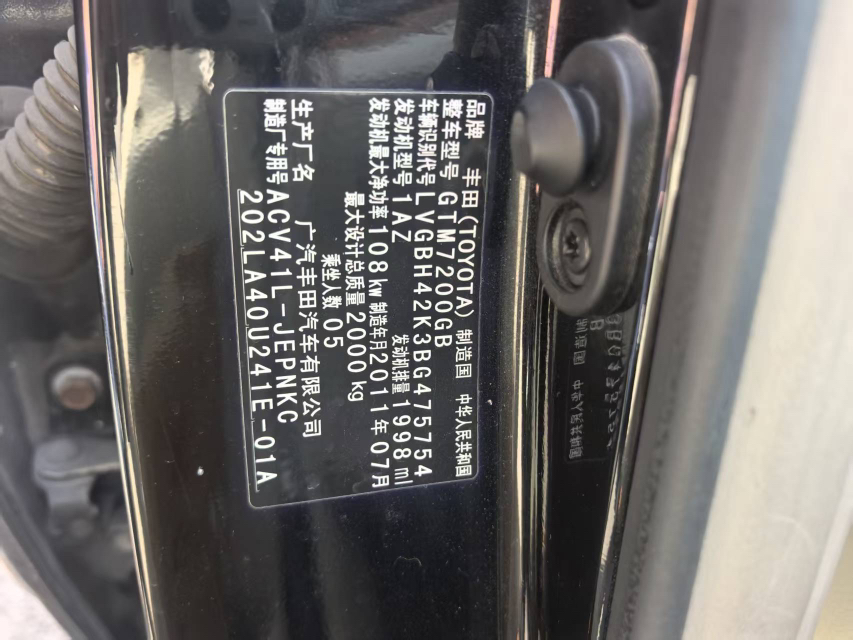 品牌 丰田(TOYOTA) 制造国 中华人民共和国
整车型号 GTM7200GB
车辆识别代号 LVGBH42K3BG475754
发动机型号 1AZ 发动机排量 1998 ml
发动机最大净功率 108 kw 制造年月 2011年07月
最大设计总质量 2000 kg
乘坐人数 05
生产厂名 广汽丰田汽车有限公司
制造厂专用号 ACV41L-JEPNKC
202LA40U241E-01A